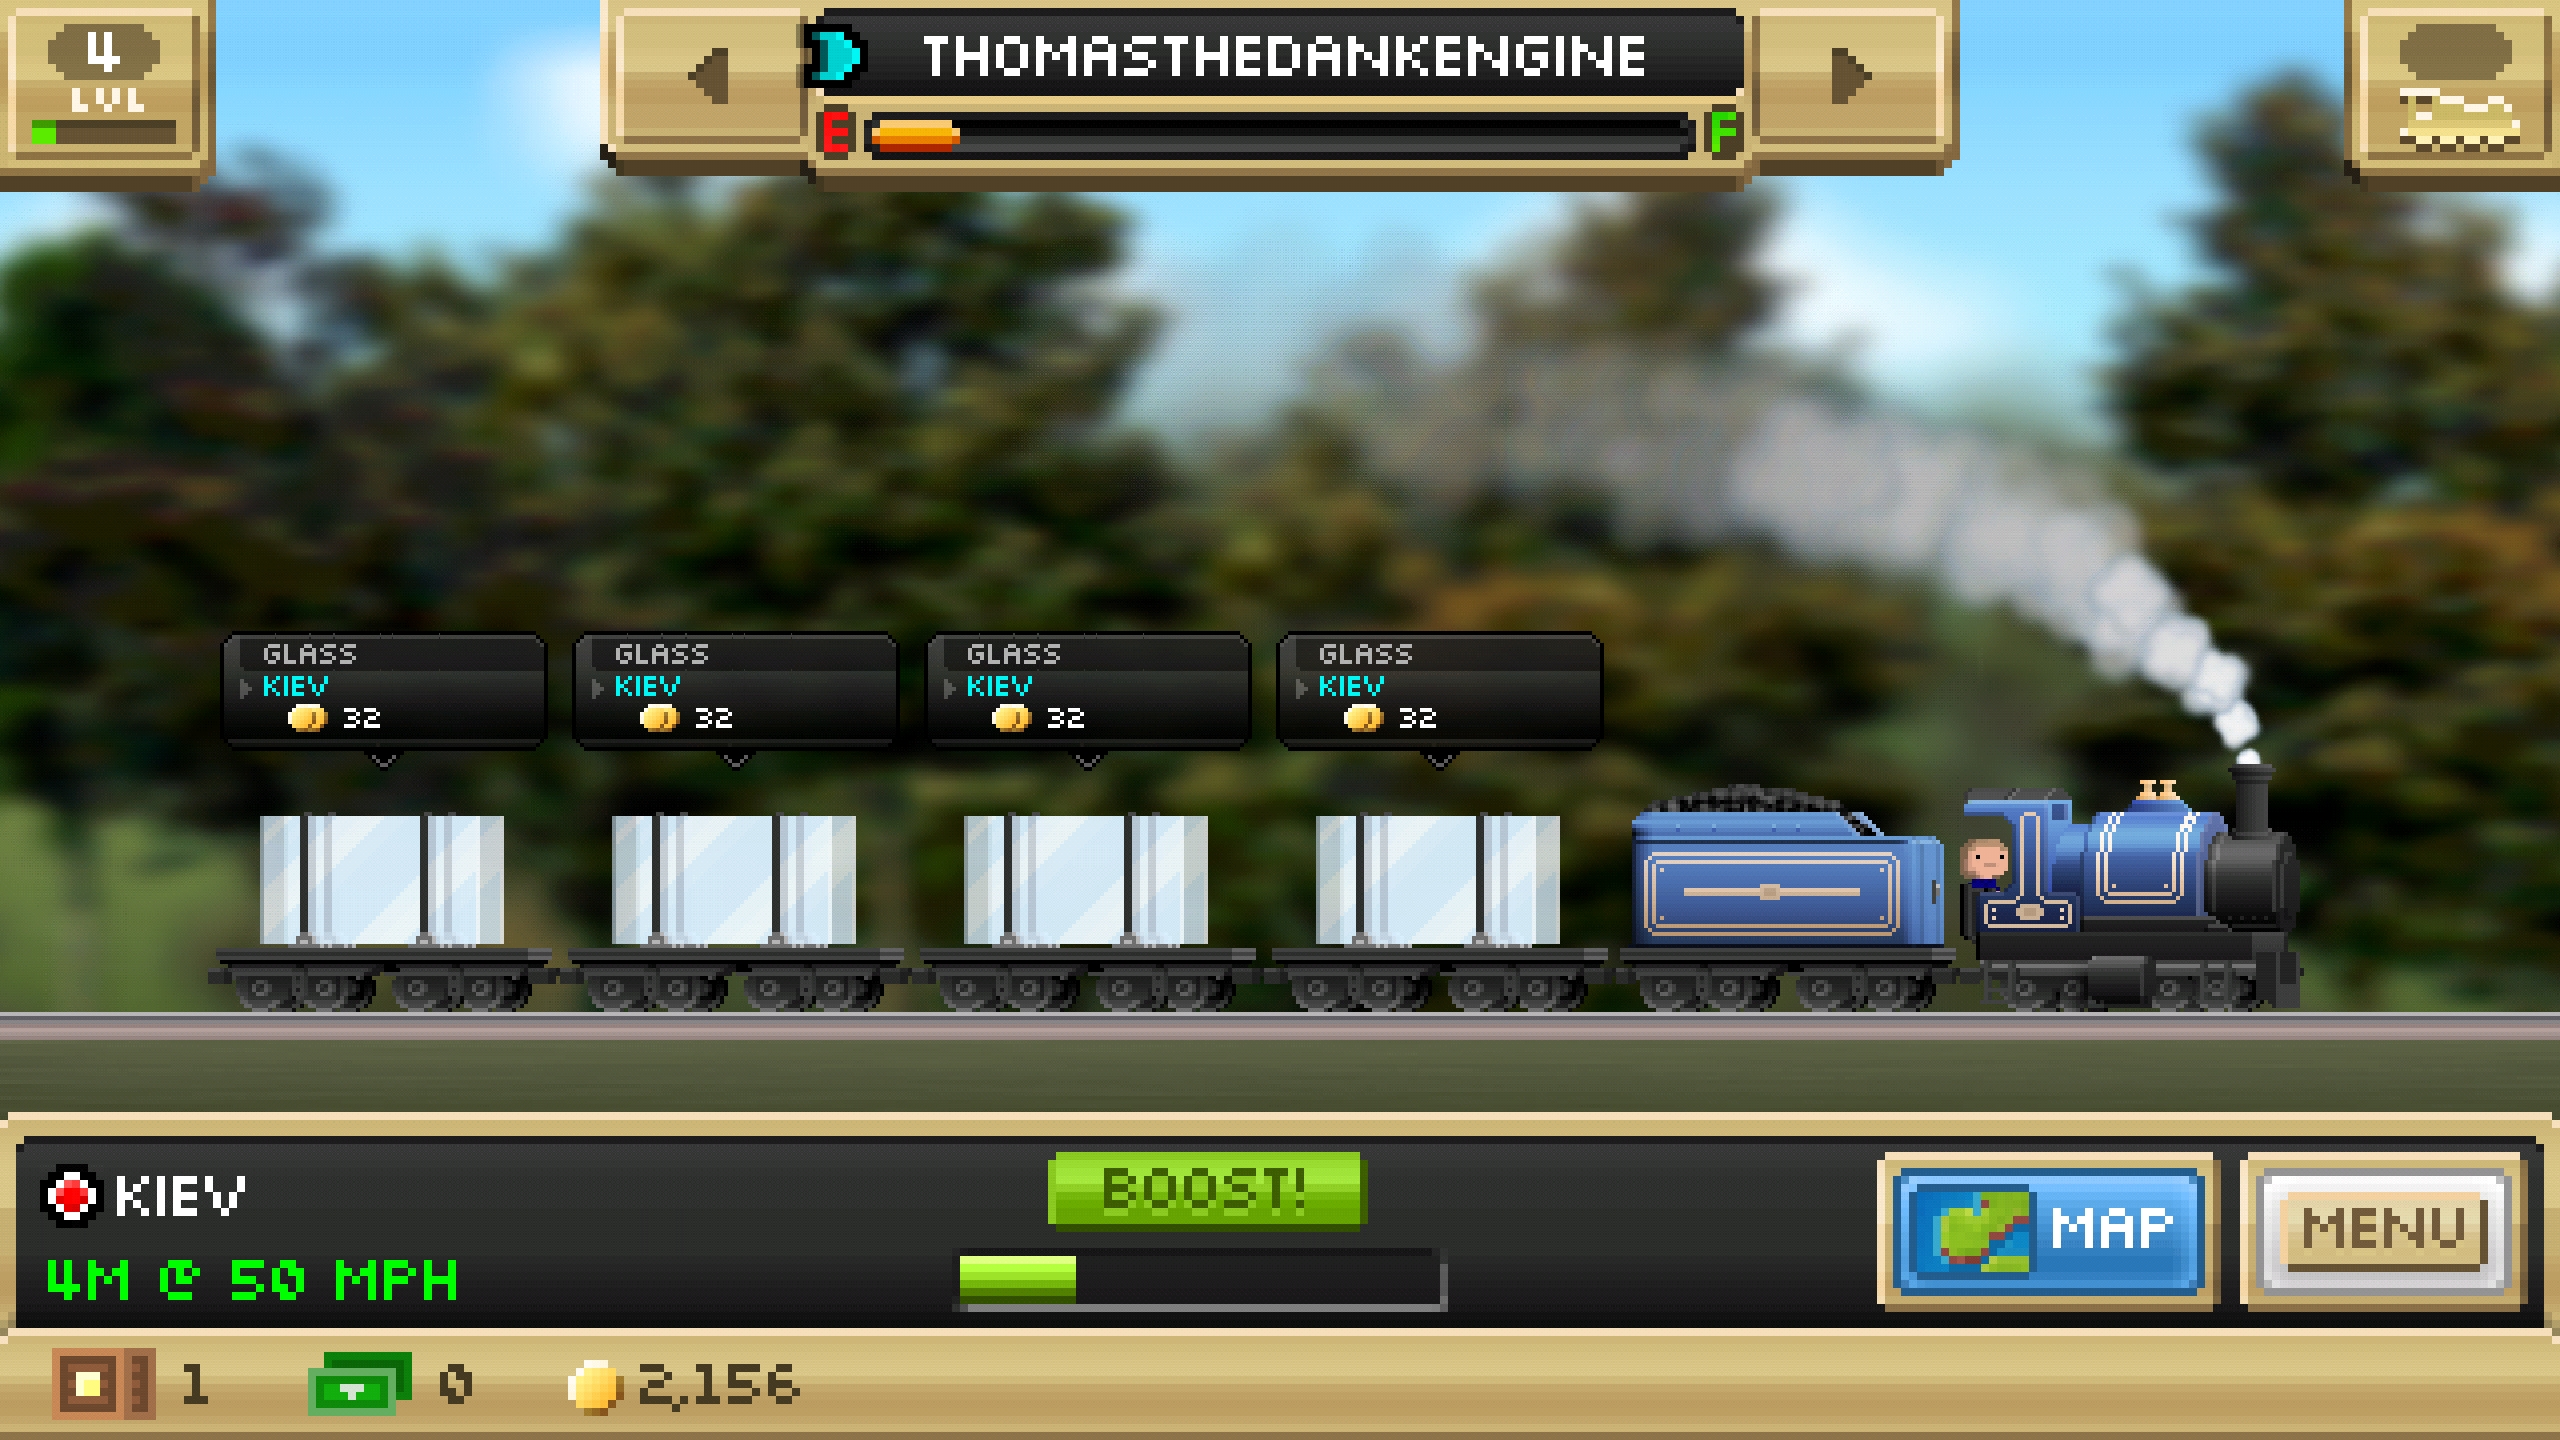 4
LVL
THOMASTHEDANKENGINE
E F
GLASS
KIEV
32
GLASS
KIEV
32
GLASS
KIEV
32
GLASS
KIEV
32
KIEV
4M @ 50 MPH
BOOST!
MAP
MENU
1 0 2,156